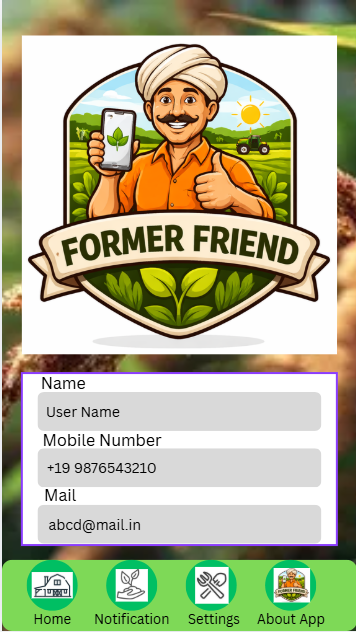 FORMER FRIEND
Name
User Name
Mobile Number
+19 9876543210
Mail
abcd@mail.in
Home
Notification
Settings
About App